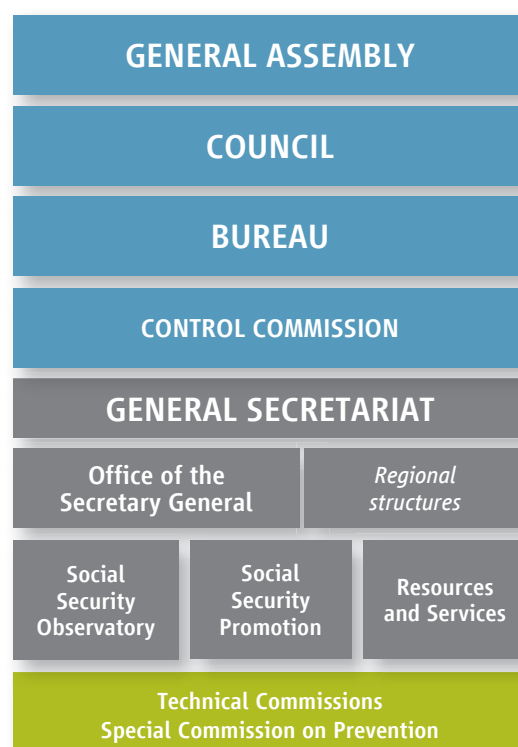 GENERAL ASSEMBLY
COUNCIL
BUREAU
CONTROL COMMISSION
GENERAL SECRETARIAT
Office of the
Secretary General
Regional
structures
Social
Security
Observatory
Social
Security
Promotion
Resources
and Services
Technical Commissions
Special Commission on Prevention